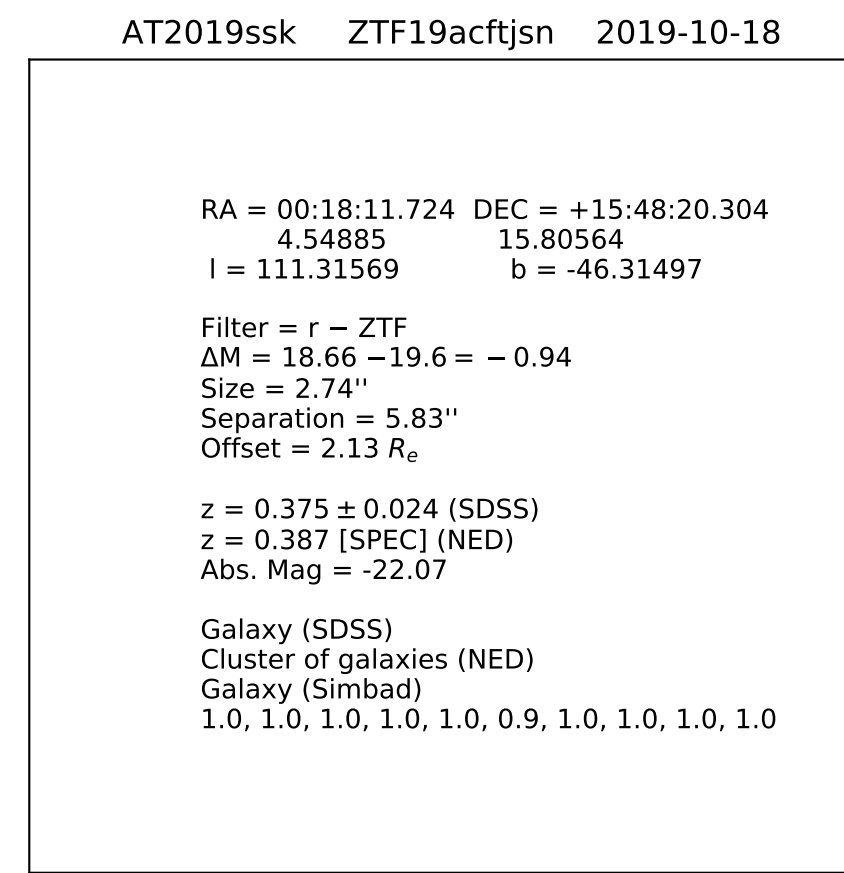 AT2019ssk ZTF19acftjsn 2019-10-18
RA = 00:18:11.724 DEC = +15:48:20.304
4.54885 15.80564
l = 111.31569 b = -46.31497
Filter = r − ZTF
ΔM = 18.66 −19.6 = − 0.94
Size = 2.74''
Separation = 5.83''
Offset = 2.13 Rₑ
z = 0.375 ± 0.024 (SDSS)
z = 0.387 [SPEC] (NED)
Abs. Mag = -22.07
Galaxy (SDSS)
Cluster of galaxies (NED)
Galaxy (Simbad)
1.0, 1.0, 1.0, 1.0, 1.0, 0.9, 1.0, 1.0, 1.0, 1.0